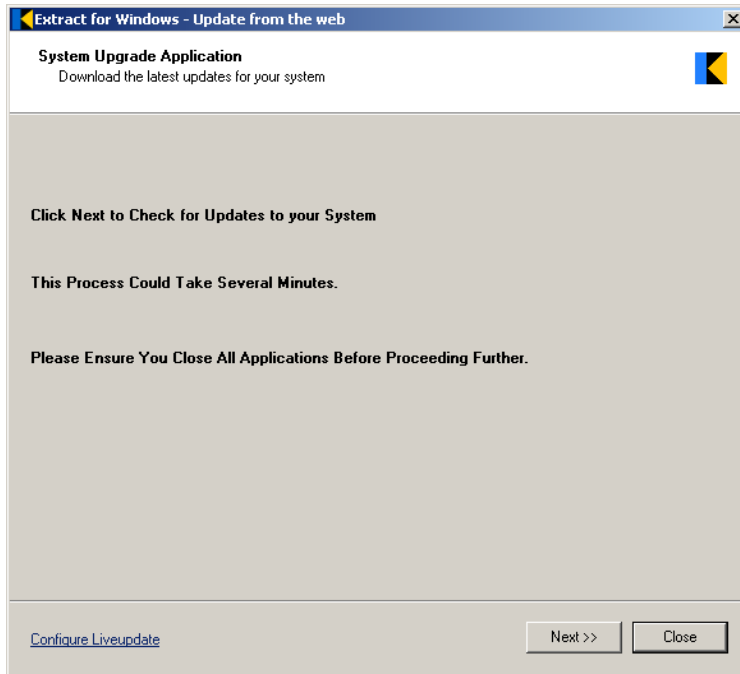 Extract for Windows - Update from the web
System Upgrade Application
Download the latest updates for your system
Click Next to Check for Updates to your System
This Process Could Take Several Minutes.
Please Ensure You Close All Applications Before Proceeding Further.
Configure Liveupdate
Next >>
Close